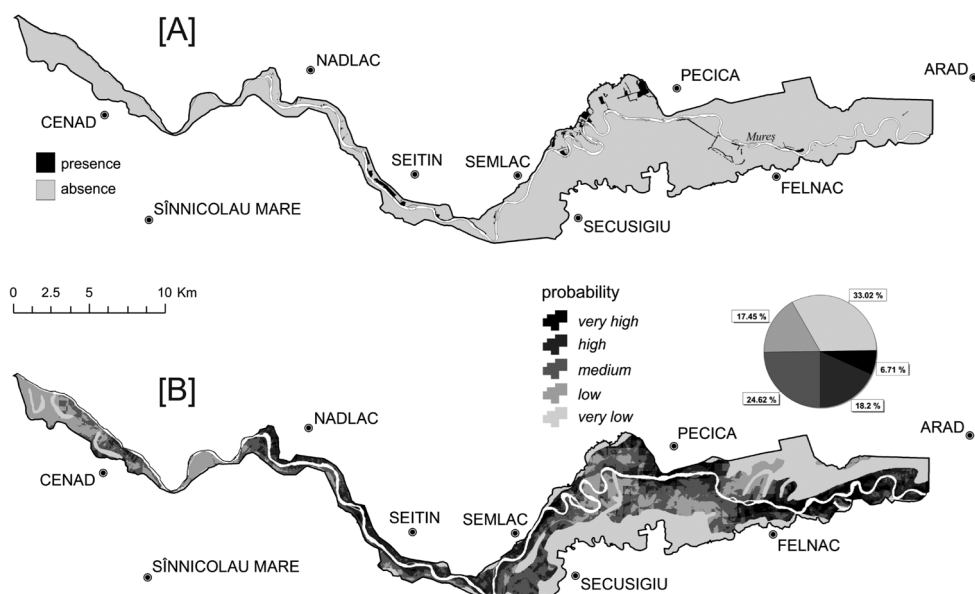 [A]
NADLAC
PECICA
ARAD
CENAD
presence
absence
SEITIN
SEMLAC
Mureș
FELNAC
SÎNNICOLAU MARE
SECUSIGIU
0 2.5 5 10 Km
probability
very high
high
medium
low
very low
33.02 %
17.45 %
6.71 %
24.62 %
18.2 %
[B]
NADLAC
PECICA
ARAD
CENAD
SEITIN
SEMLAC
FELNAC
SÎNNICOLAU MARE
SECUSIGIU